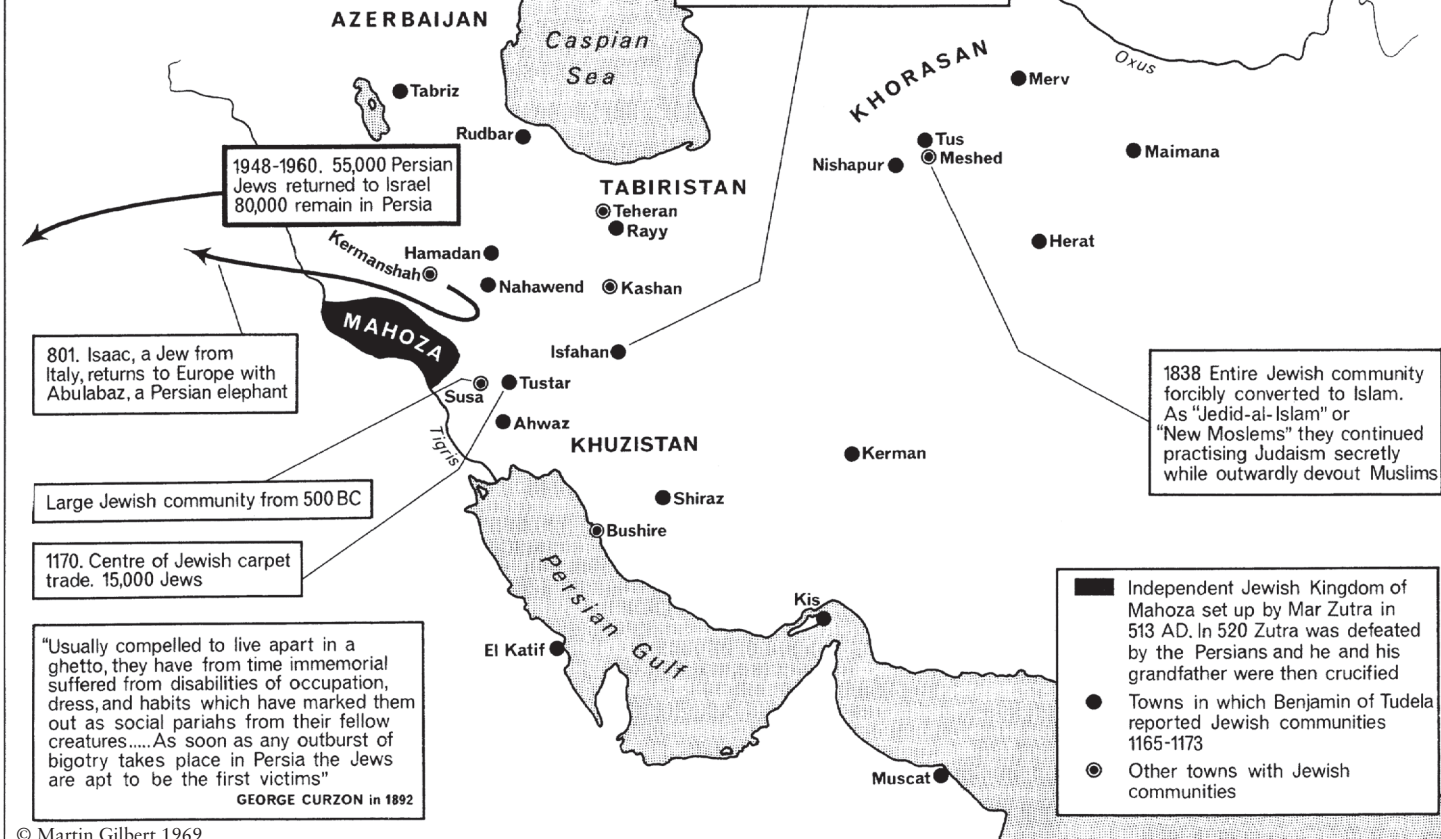 AZERBAIJAN
Caspian
Sea
KHORASAN
Oxus
Merv
Tabriz
Rudbar
Tus
Meshed
Nishapur
Maimana
1948-1960. 55,000 Persian
Jews returned to Israel
80,000 remain in Persia
TABIRISTAN
Teheran
Rayy
Herat
Hamadan
Kermanshah
Nahawend
Kashan
MAHOZA
Isfahan
801. Isaac, a Jew from
Italy, returns to Europe with
Abulabaz, a Persian elephant
Susa
Tustar
Ahwaz
Tigris
KHUZISTAN
Kerman
1838 Entire Jewish community
forcibly converted to Islam.
As "Jedid-al-Islam" or
"New Moslems" they continued
practising Judaism secretly
while outwardly devout Muslims
Large Jewish community from 500 BC
Shiraz
Bushire
1170. Centre of Jewish carpet
trade. 15,000 Jews
Persian Gulf
Kis
El Katif
Muscat
"Usually compelled to live apart in a
ghetto, they have from time immemorial
suffered from disabilities of occupation,
dress, and habits which have marked them
out as social pariahs from their fellow
creatures.....As soon as any outburst of
bigotry takes place in Persia the Jews
are apt to be the first victims"
GEORGE CURZON in 1892
Independent Jewish Kingdom of
Mahoza set up by Mar Zutra in
513 AD. In 520 Zutra was defeated
by the Persians and he and his
grandfather were then crucified
Towns in which Benjamin of Tudela
reported Jewish communities
1165-1173
Other towns with Jewish
communities
© Martin Gilbert 1969